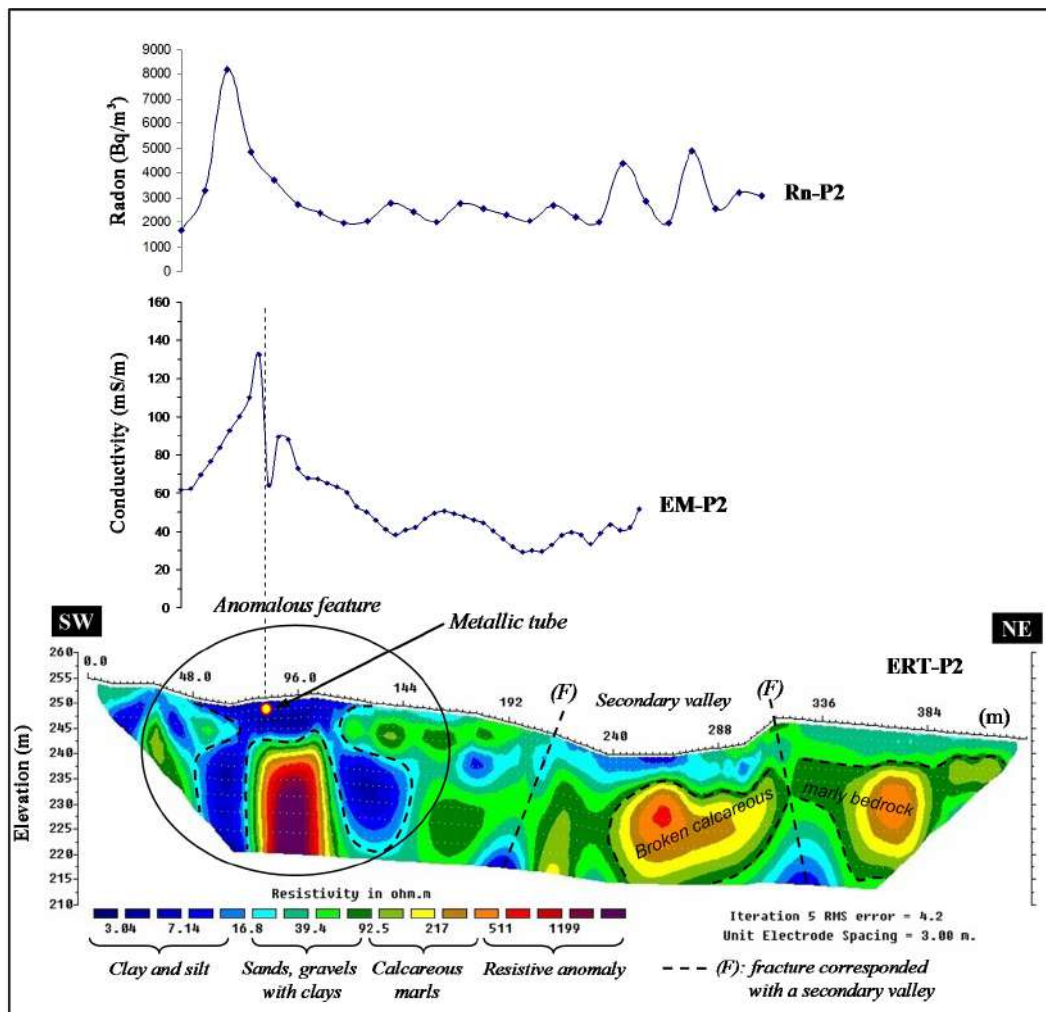 9000
8000
7000
6000
5000
4000
3000
2000
1000
0
Radon (Bq/m³)
Rn-P2
160
140
120
100
80
60
40
20
0
Conductivity (mS/m)
EM-P2
Anomalous feature
Metallic tube
SW
NE
ERT-P2
260
255
250
245
240
235
230
225
220
215
210
Elevation (m)
0.0
48.0
96.0
144
192
240
288
336
384
(m)
(F)
Secondary valley
(F)
Broken calcareous
marly bedrock
Resistivity in ohm.m
3.04 7.14 16.8 39.4 92.5 217 511 1199
Clay and silt
Sands, gravels
with clays
Calcareous
marls
Resistive anomaly
Iteration 5 RMS error = 4.2
Unit Electrode Spacing = 3.00 m.
(F): fracture corresponded
with a secondary valley